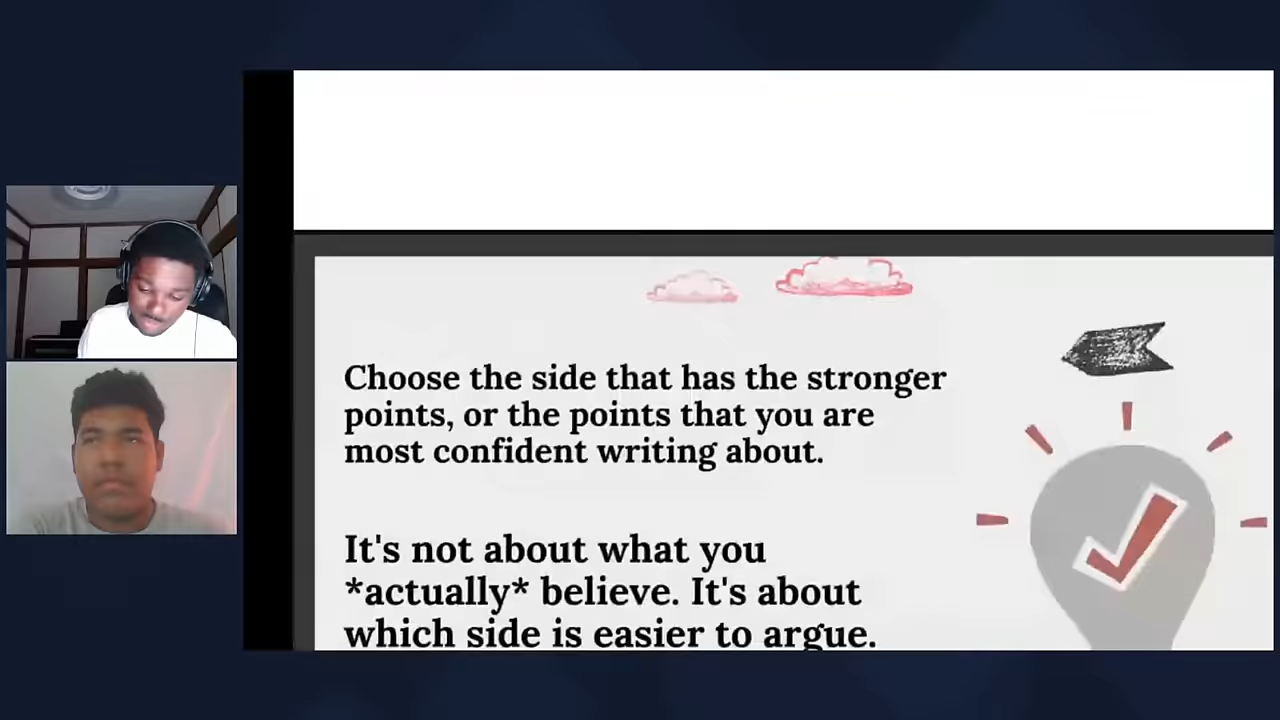 Choose the side that has the stronger
points, or the points that you are
most confident writing about.
It's not about what you
*actually* believe. It's about
which side is easier to argue.